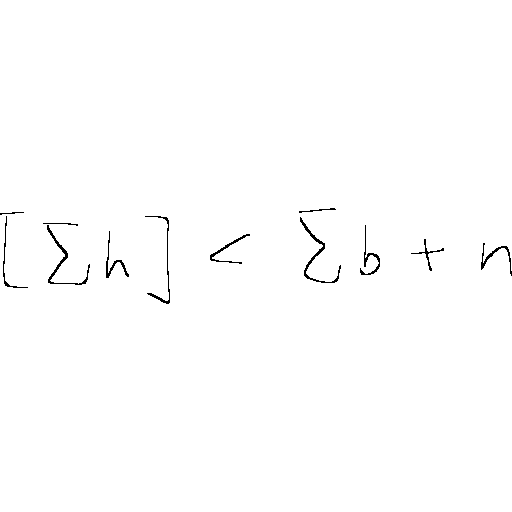 [∑h] < ∑b + n